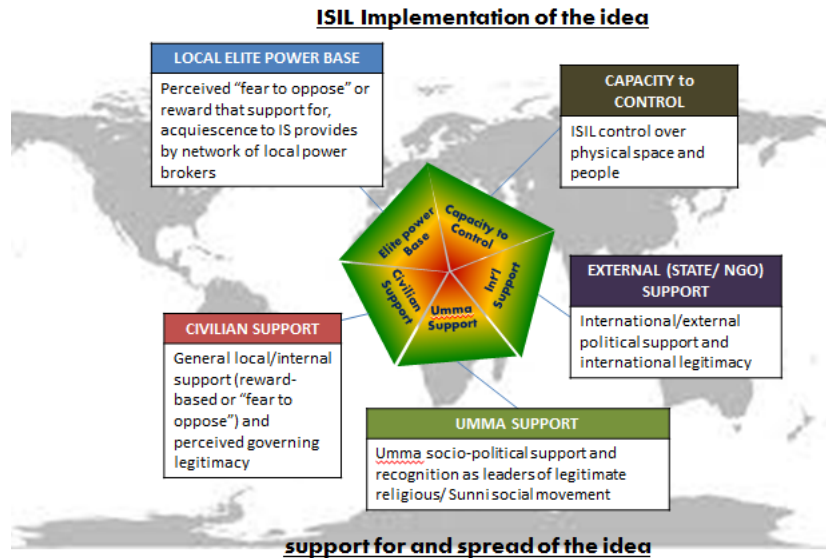 ISIL Implementation of the idea
LOCAL ELITE POWER BASE
Perceived “fear to oppose” or
reward that support for,
acquiescence to IS provides
by network of local power
brokers
CAPACITY to
CONTROL
ISIL control over
physical space and
people
Elite power
Base
Capacity to
Control
Int'l
Support
Umma
Support
Civilian
Support
EXTERNAL (STATE/ NGO)
SUPPORT
International/external
political support and
international legitimacy
CIVILIAN SUPPORT
General local/internal
support (reward-
based or “fear to
oppose”) and
perceived governing
legitimacy
UMMA SUPPORT
Umma socio-political support and
recognition as leaders of legitimate
religious/ Sunni social movement
support for and spread of the idea